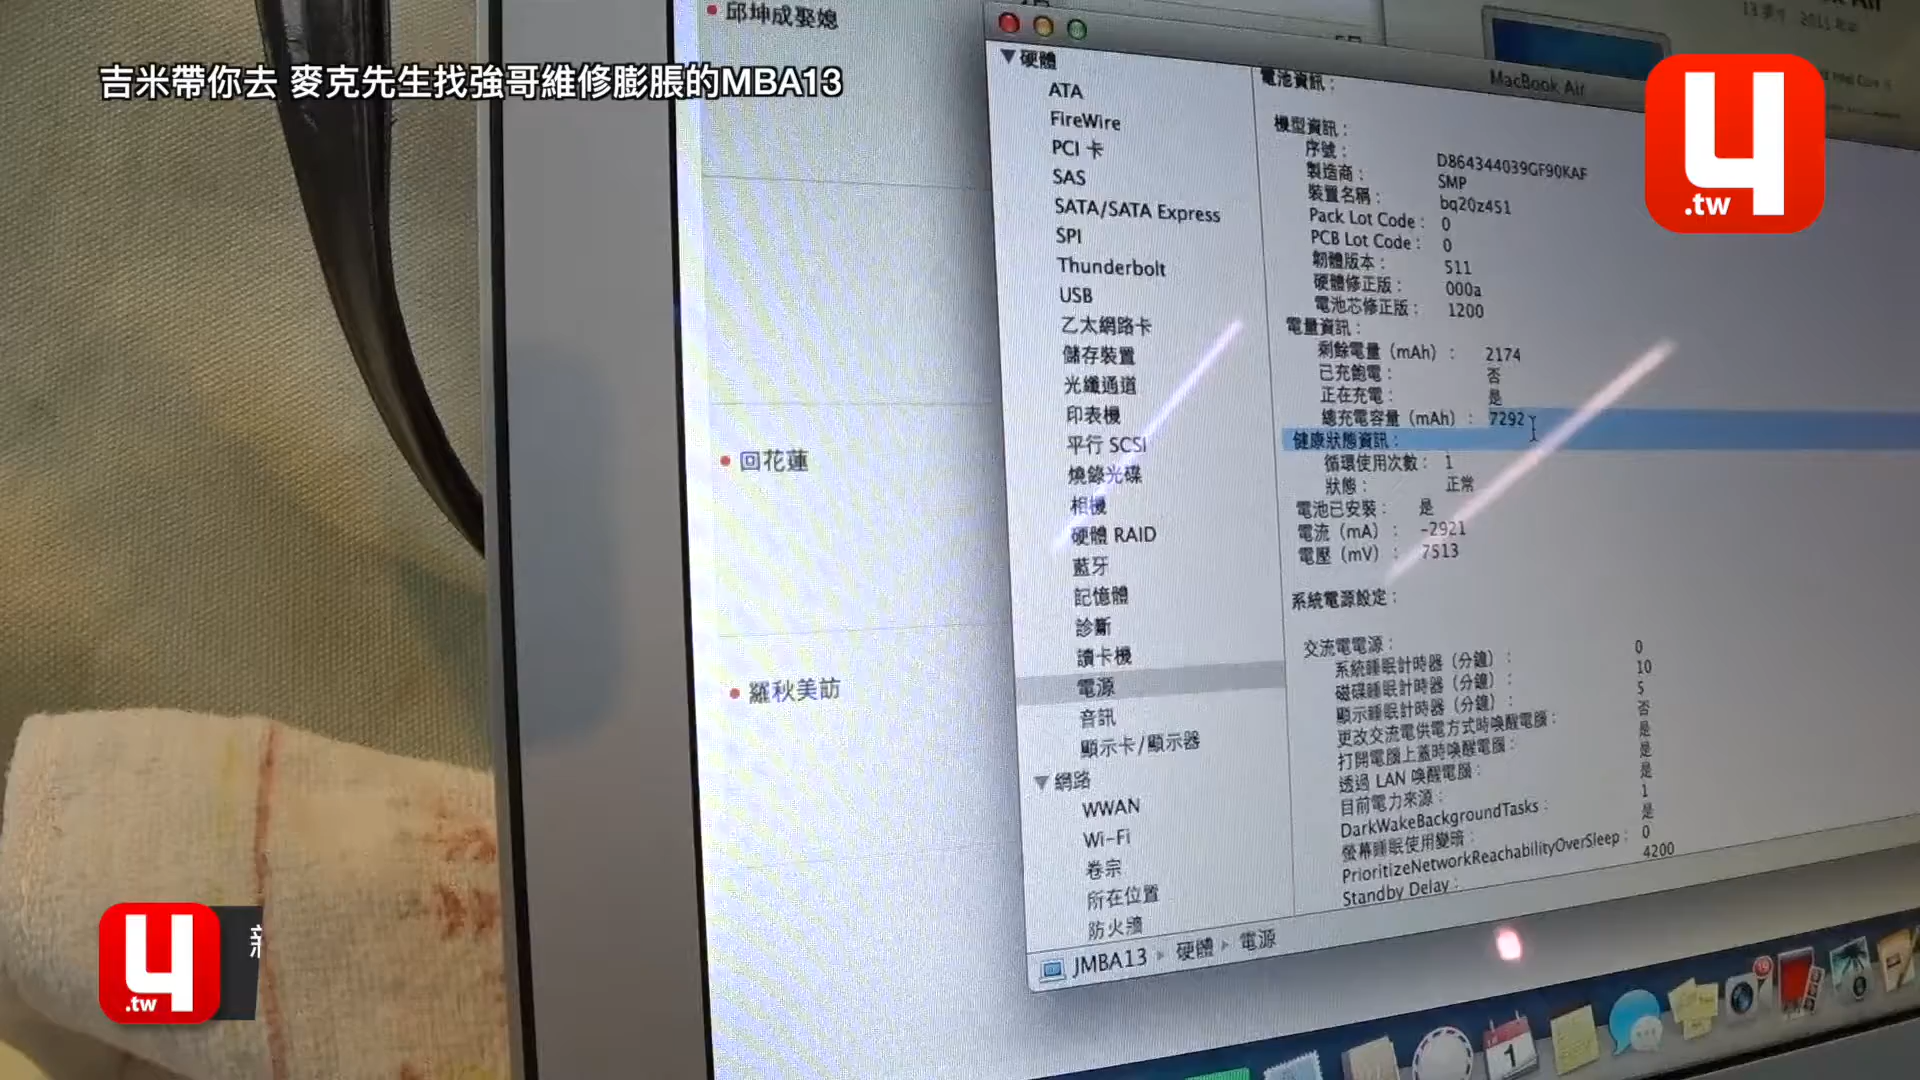 吉米帶你去 麥克先生找強哥維修膨脹的MBA13
4
.tw
邱坤成娶媳
回花蓮
羅秋美訪
硬體
ATA
FireWire
PCI 卡
SAS
SATA/SATA Express
SPI
Thunderbolt
USB
乙太網路卡
儲存裝置
光纖通道
印表機
平行 SCSI
燒錄光碟
相機
硬體 RAID
藍牙
記憶體
診斷
讀卡機
電源
音訊
顯示卡/顯示器
網路
WWAN
Wi-Fi
卷宗
所在位置
防火牆
JMBA13 硬體 電源
MacBook Air
電池資訊：
機型資訊：
序號： D864344039GF90KAF
製造商： SMP
裝置名稱： bq20z451
Pack Lot Code： 0
PCB Lot Code： 0
韌體版本： 511
硬體修正版： 000a
電池芯修正版： 1200
電量資訊：
剩餘電量（mAh）： 2174
已充飽電： 否
正在充電： 是
總充電容量（mAh）： 7292
健康狀態資訊：
循環使用次數： 1
狀態： 正常
電池已安裝： 是
電流（mA）： -2921
電壓（mV）： 7513
系統電源設定：
交流電電源：
系統睡眠計時器（分鐘）： 0
磁碟睡眠計時器（分鐘）： 10
顯示睡眠計時器（分鐘）： 5
更改交流電供電方式時喚醒電腦： 否
打開電腦上蓋時喚醒電腦： 是
透過 LAN 喚醒電腦： 是
目前電力來源： 是
DarkWakeBackgroundTasks： 1
螢幕睡眠使用變暗： 是
PrioritizeNetworkReachabilityOverSleep： 0
Standby Delay： 4200
4
.tw
1